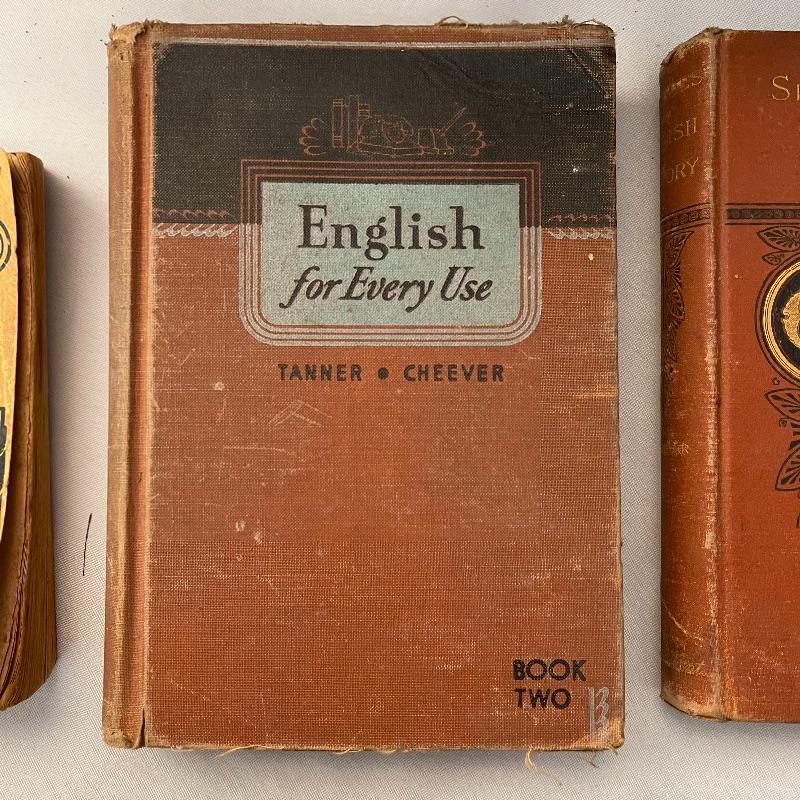 English
for Every Use
TANNER • CHEEVER
BOOK
TWO